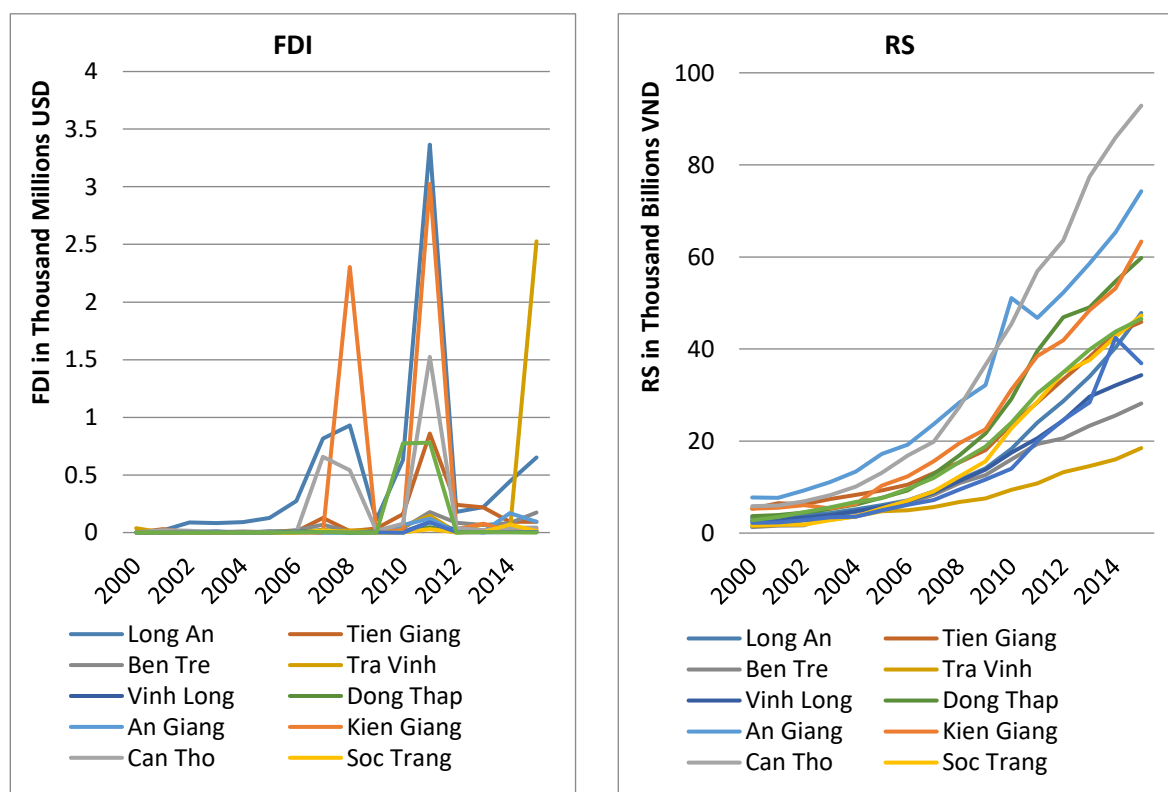 FDI
FDI in Thousand Millions USD
4
3.5
3
2.5
2
1.5
1
0.5
0
2000
2002
2004
2006
2008
2010
2012
2014
Long An
Tien Giang
Ben Tre
Tra Vinh
Vinh Long
Dong Thap
An Giang
Kien Giang
Can Tho
Soc Trang
RS
RS in Thousand Billions VND
100
80
60
40
20
0
2000
2002
2004
2006
2008
2010
2012
2014
Long An
Tien Giang
Ben Tre
Tra Vinh
Vinh Long
Dong Thap
An Giang
Kien Giang
Can Tho
Soc Trang